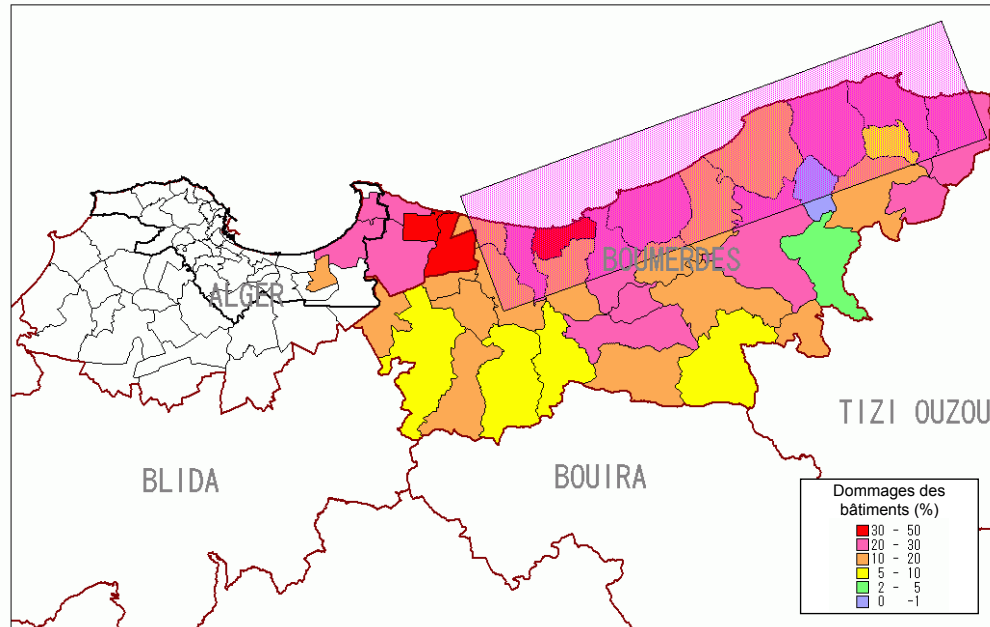 BOUMERDES
ALGER
TIZI OUZOU
BLIDA
BOUIRA
Dommages des
bâtiments (%)
30 - 50
20 - 30
10 - 20
5 - 10
2 - 5
0 -1